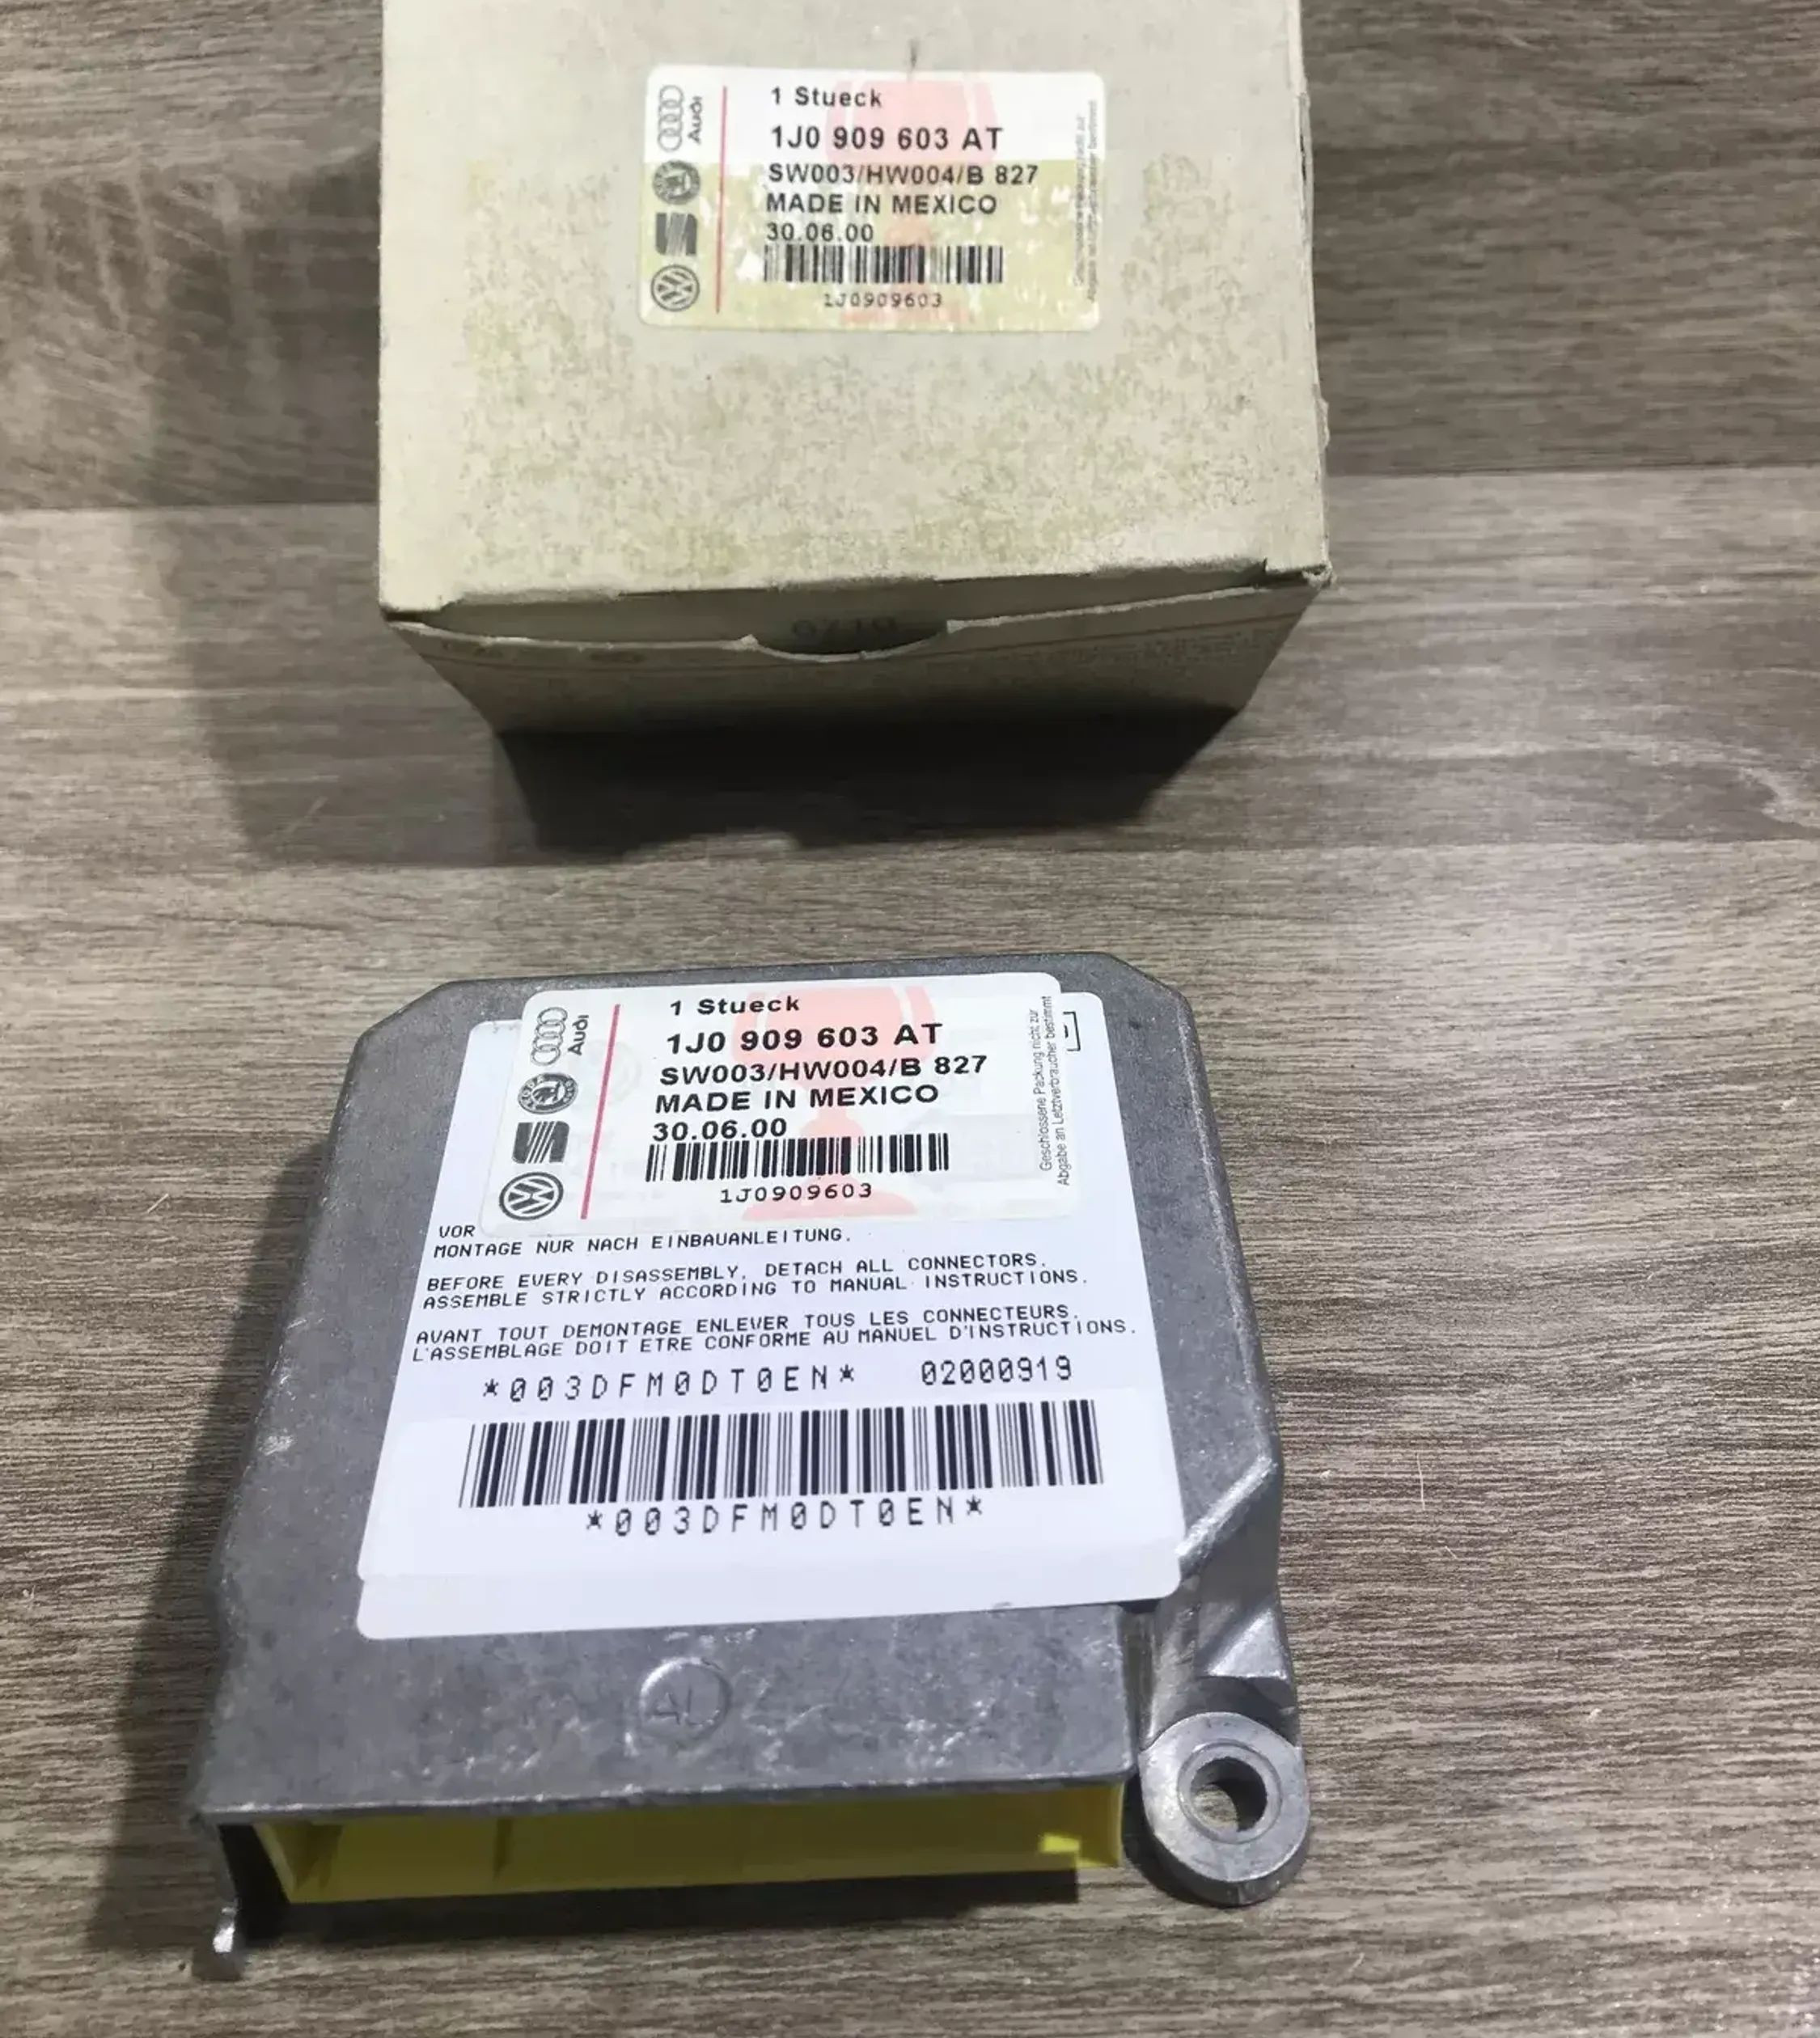 1 Stueck
1J0 909 603 AT
SW003/HW004/B 827
MADE IN MEXICO
30.06.00
1J0909603
Audi
1 Stueck
1J0 909 603 AT
SW003/HW004/B 827
MADE IN MEXICO
30.06.00
1J0909603
Audi
Geschlossene Packung nicht zur
Abgabe an Letztverbraucher bestimmt
VOR
MONTAGE NUR NACH EINBAUANLEITUNG.
BEFORE EVERY DISASSEMBLY, DETACH ALL CONNECTORS.
ASSEMBLE STRICTLY ACCORDING TO MANUAL INSTRUCTIONS.
AVANT TOUT DEMONTAGE ENLEVER TOUS LES CONNECTEURS.
L'ASSEMBLAGE DOIT ETRE CONFORME AU MANUEL D'INSTRUCTIONS.
*003DFM0DT0EN* 02000919
*003DFM0DT0EN*